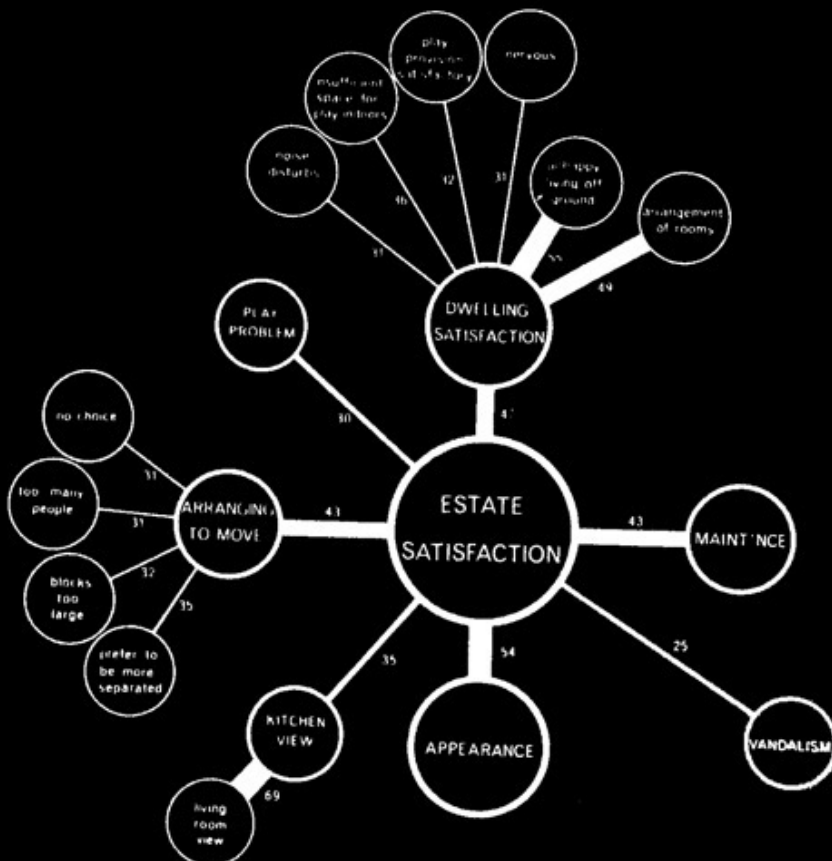 play
provision
satisfactory
nervous
insufficient
space for
play indoors
noise
disturbs
unhappy
living off
ground
arrangement
of rooms
46
42
31
37
55
49
DWELLING
SATISFACTION
PLAY
PROBLEM
30
no choice
31
too many
people
31
ARRANGING
TO MOVE
43
ESTATE
SATISFACTION
43
MAINT'NCE
blocks
too
large
32
35
prefer to
be more
separated
35
54
25
KITCHEN
VIEW
APPEARANCE
VANDALISM
69
living
room
view